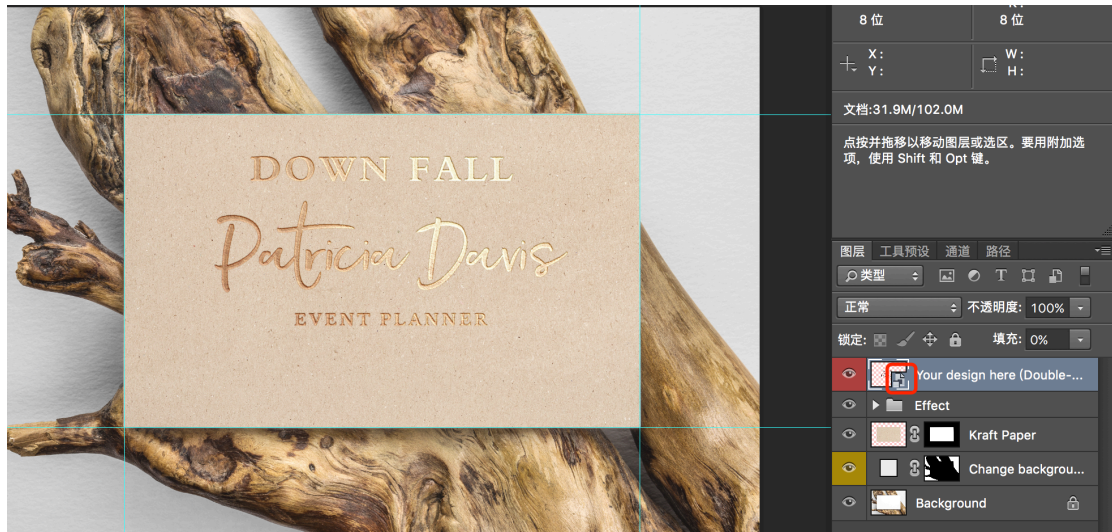 DOWN FALL
Patricia Davis
EVENT PLANNER
8 位
8 位
X :
Y :
W :
H :
文档:31.9M/102.0M
点按并拖移以移动图层或选区。要用附加选
项，使用 Shift 和 Opt 键。
图层 工具预设 通道 路径
类型
正常 不透明度: 100%
锁定: 填充: 0%
Your design here (Double-...
Effect
Kraft Paper
Change backgrou...
Background